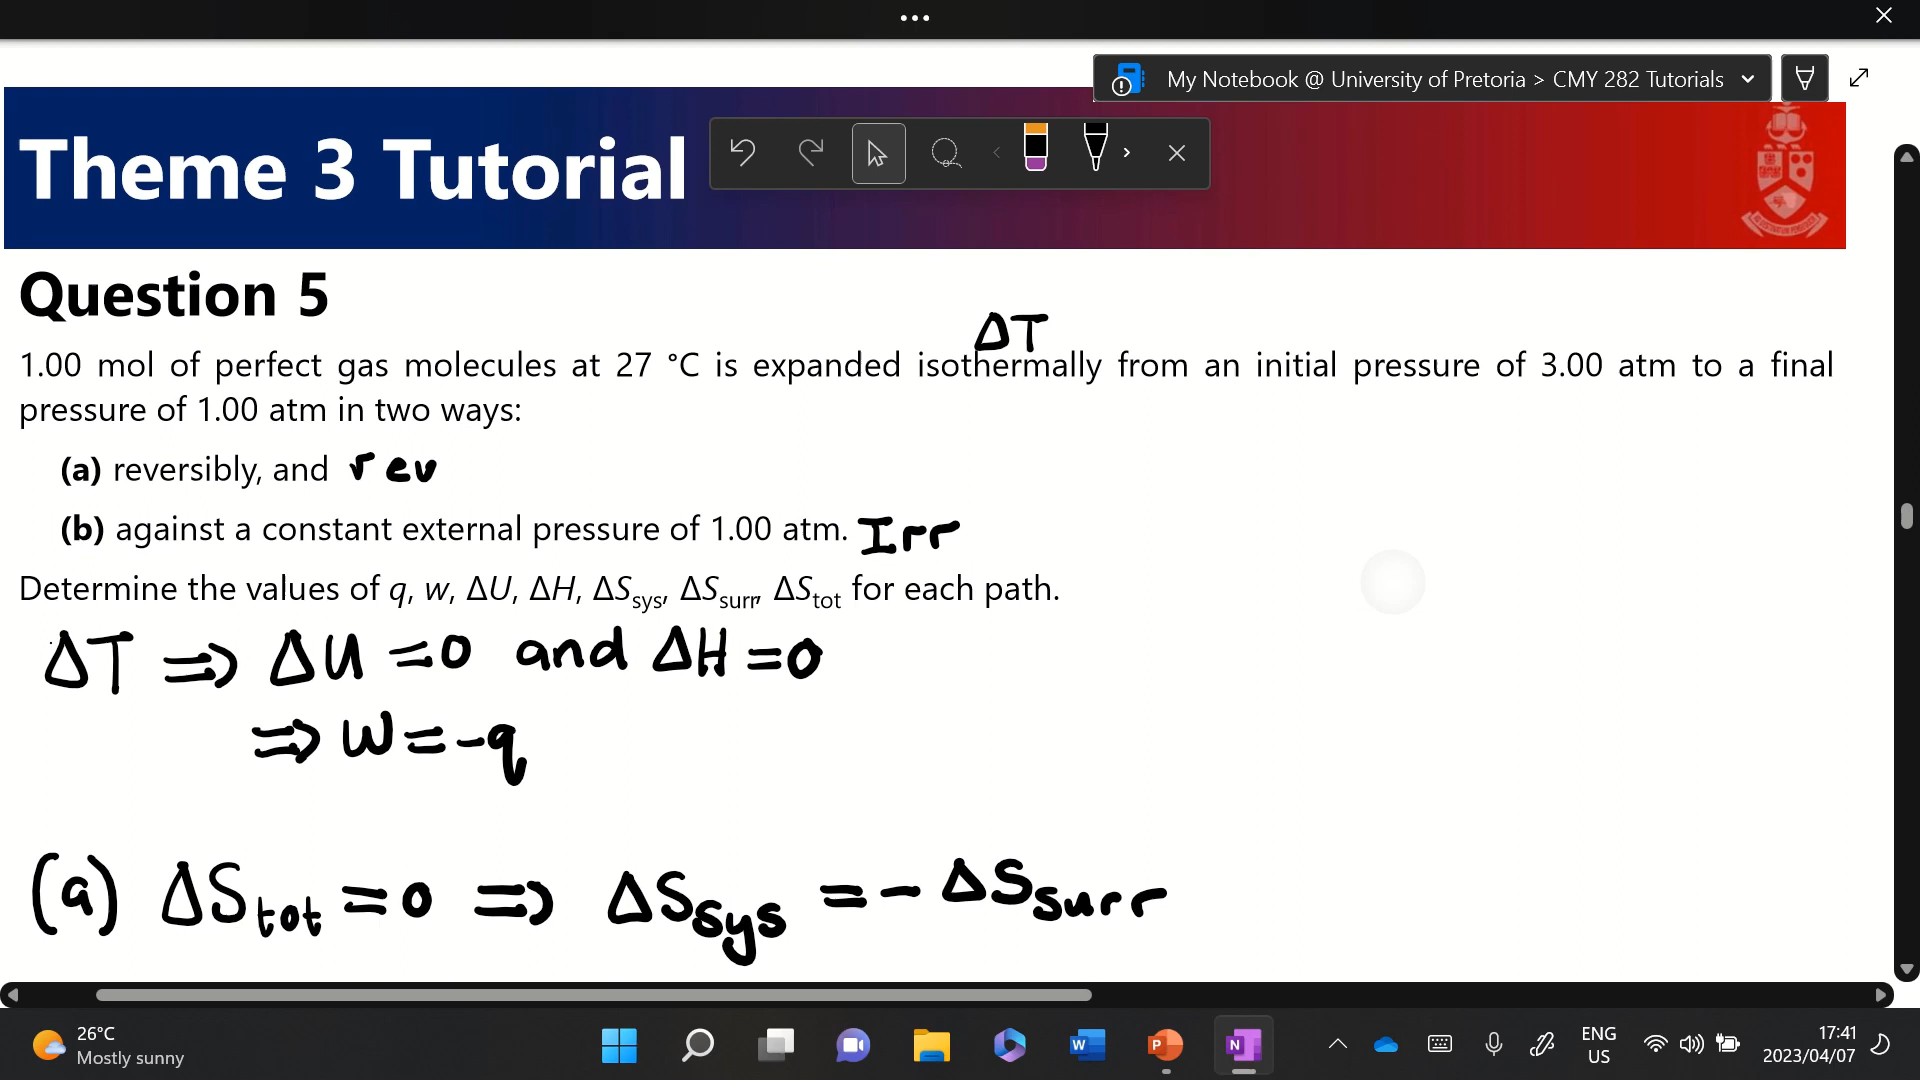 My Notebook @ University of Pretoria > CMY 282 Tutorials
Theme 3 Tutorial
Question 5
ΔT
1.00 mol of perfect gas molecules at 27 °C is expanded isothermally from an initial pressure of 3.00 atm to a final
pressure of 1.00 atm in two ways:
(a) reversibly, and rev
(b) against a constant external pressure of 1.00 atm. Irr
Determine the values of q, w, ΔU, ΔH, ΔSsys, ΔSsurr, ΔStot for each path.
ΔT ⇒ ΔU = 0 and ΔH = 0
⇒ W = -q
(a) ΔStot = 0 ⇒ ΔSsys = - ΔSsurr
26°C
Mostly sunny
ENG
US
17:41
2023/04/07